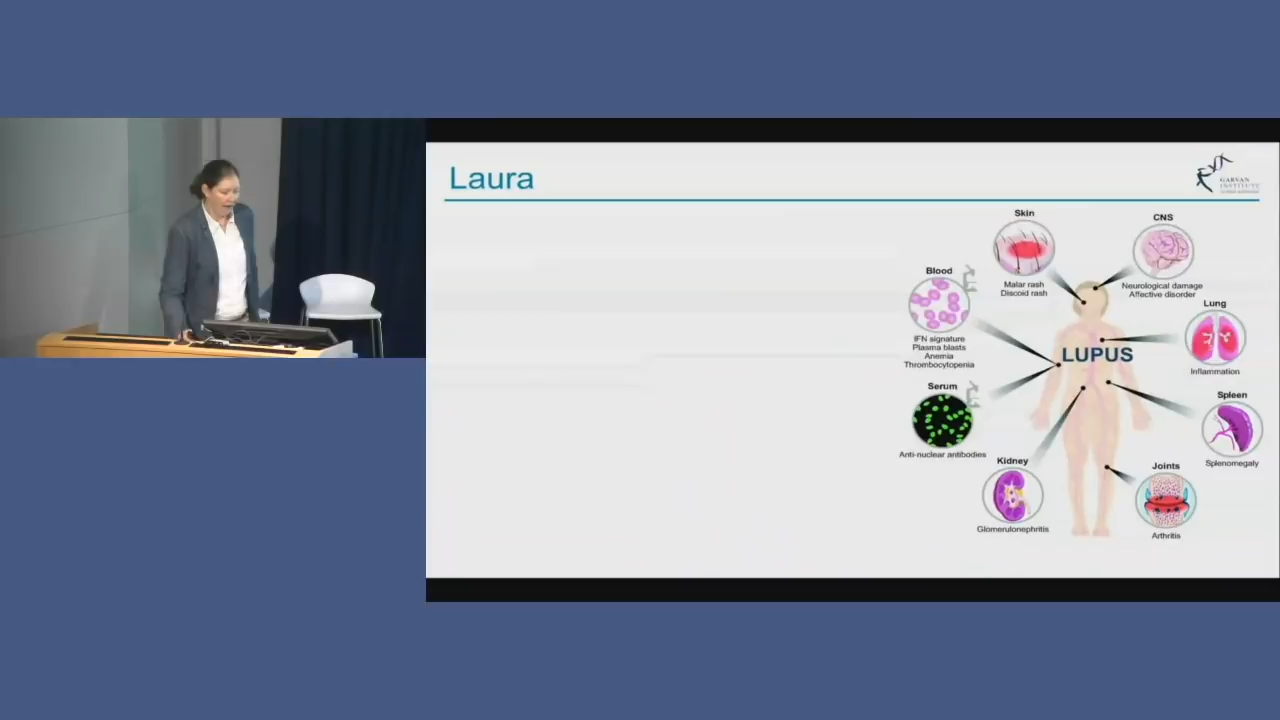 Laura
GARVAN
INSTITUTE
Skin
Malar rash
Discoid rash
CNS
Neurological damage
Affective disorder
Blood
IFN signature
Plasma blasts
Anemia
Thrombocytopenia
Lung
Inflammation
LUPUS
Serum
Anti-nuclear antibodies
Spleen
Splenomegaly
Kidney
Glomerulonephritis
Joints
Arthritis